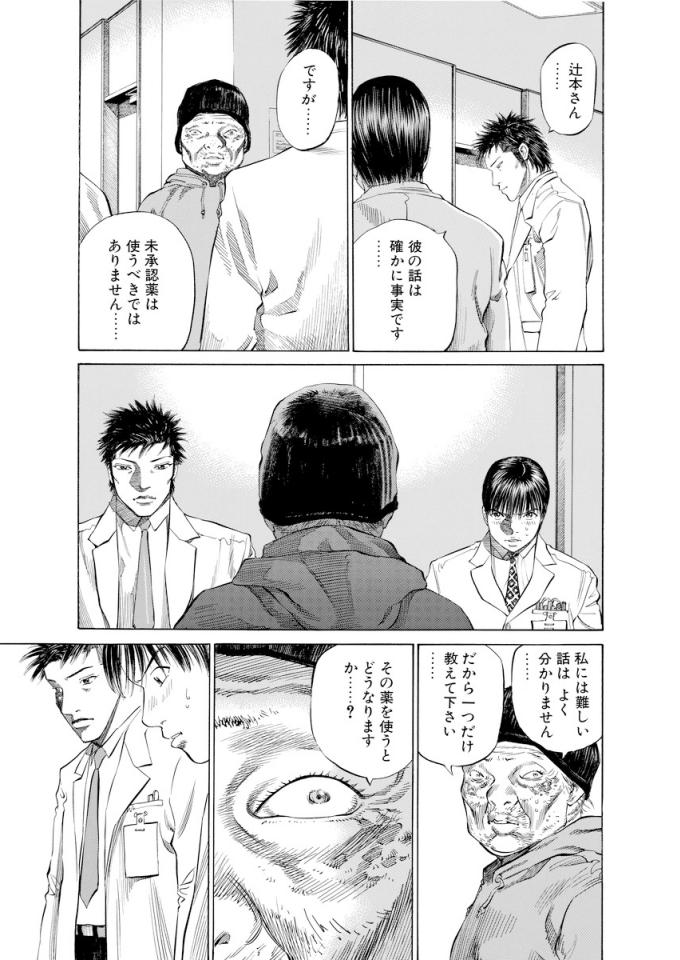 辻本さん
……
彼の話は
確かに事実です
……
ですが……
未承認薬は
使うべきでは
ありません……
私には難しい
話は よく
分かりません
……
だから一つだけ
教えて下さい
……
その薬を使うと
どうなります
か……?